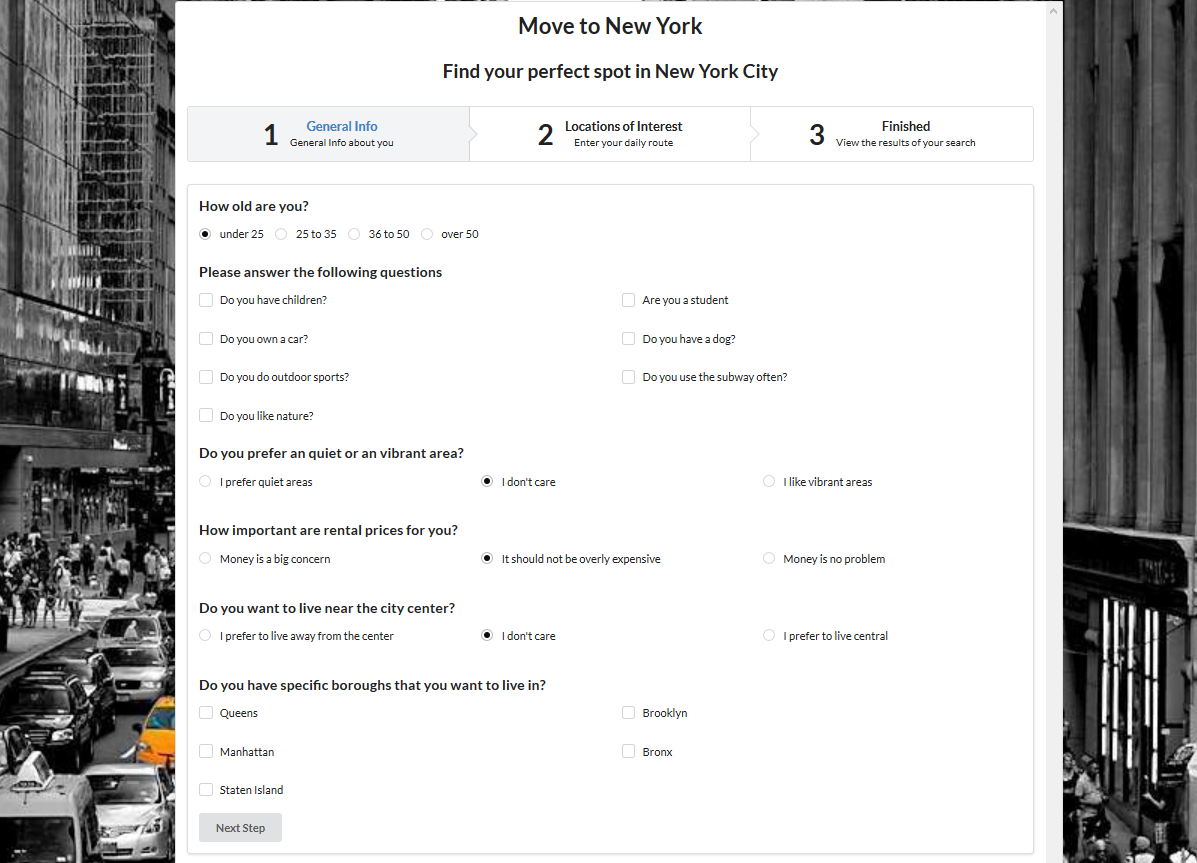 Move to New York
Find your perfect spot in New York City
1 General Info
General Info about you
2 Locations of Interest
Enter your daily route
3 Finished
View the results of your search
How old are you?
under 25 25 to 35 36 to 50 over 50
Please answer the following questions
Do you have children? Are you a student
Do you own a car? Do you have a dog?
Do you do outdoor sports? Do you use the subway often?
Do you like nature?
Do you prefer an quiet or an vibrant area?
I prefer quiet areas I don't care I like vibrant areas
How important are rental prices for you?
Money is a big concern It should not be overly expensive Money is no problem
Do you want to live near the city center?
I prefer to live away from the center I don't care I prefer to live central
Do you have specific boroughs that you want to live in?
Queens Brooklyn
Manhattan Bronx
Staten Island
Next Step